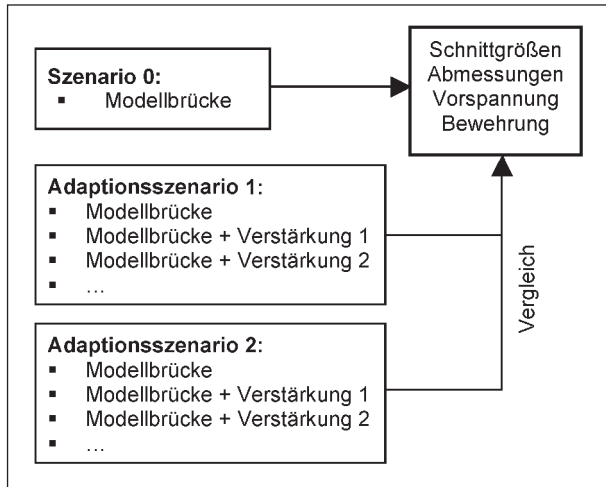 Szenario 0:
▪ Modellbrücke
Schnittgrößen
Abmessungen
Vorspannung
Bewehrung
Adaptionsszenario 1:
▪ Modellbrücke
▪ Modellbrücke + Verstärkung 1
▪ Modellbrücke + Verstärkung 2
▪ ...
Adaptionsszenario 2:
▪ Modellbrücke
▪ Modellbrücke + Verstärkung 1
▪ Modellbrücke + Verstärkung 2
▪ ...
Vergleich